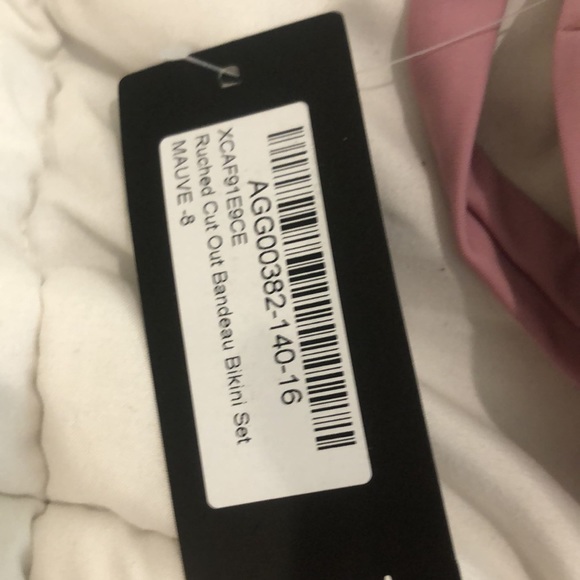 AGG00382-140-16
XCAF91E9CE
Ruched Cut Out Bandeau Bikini Set
MAUVE -8